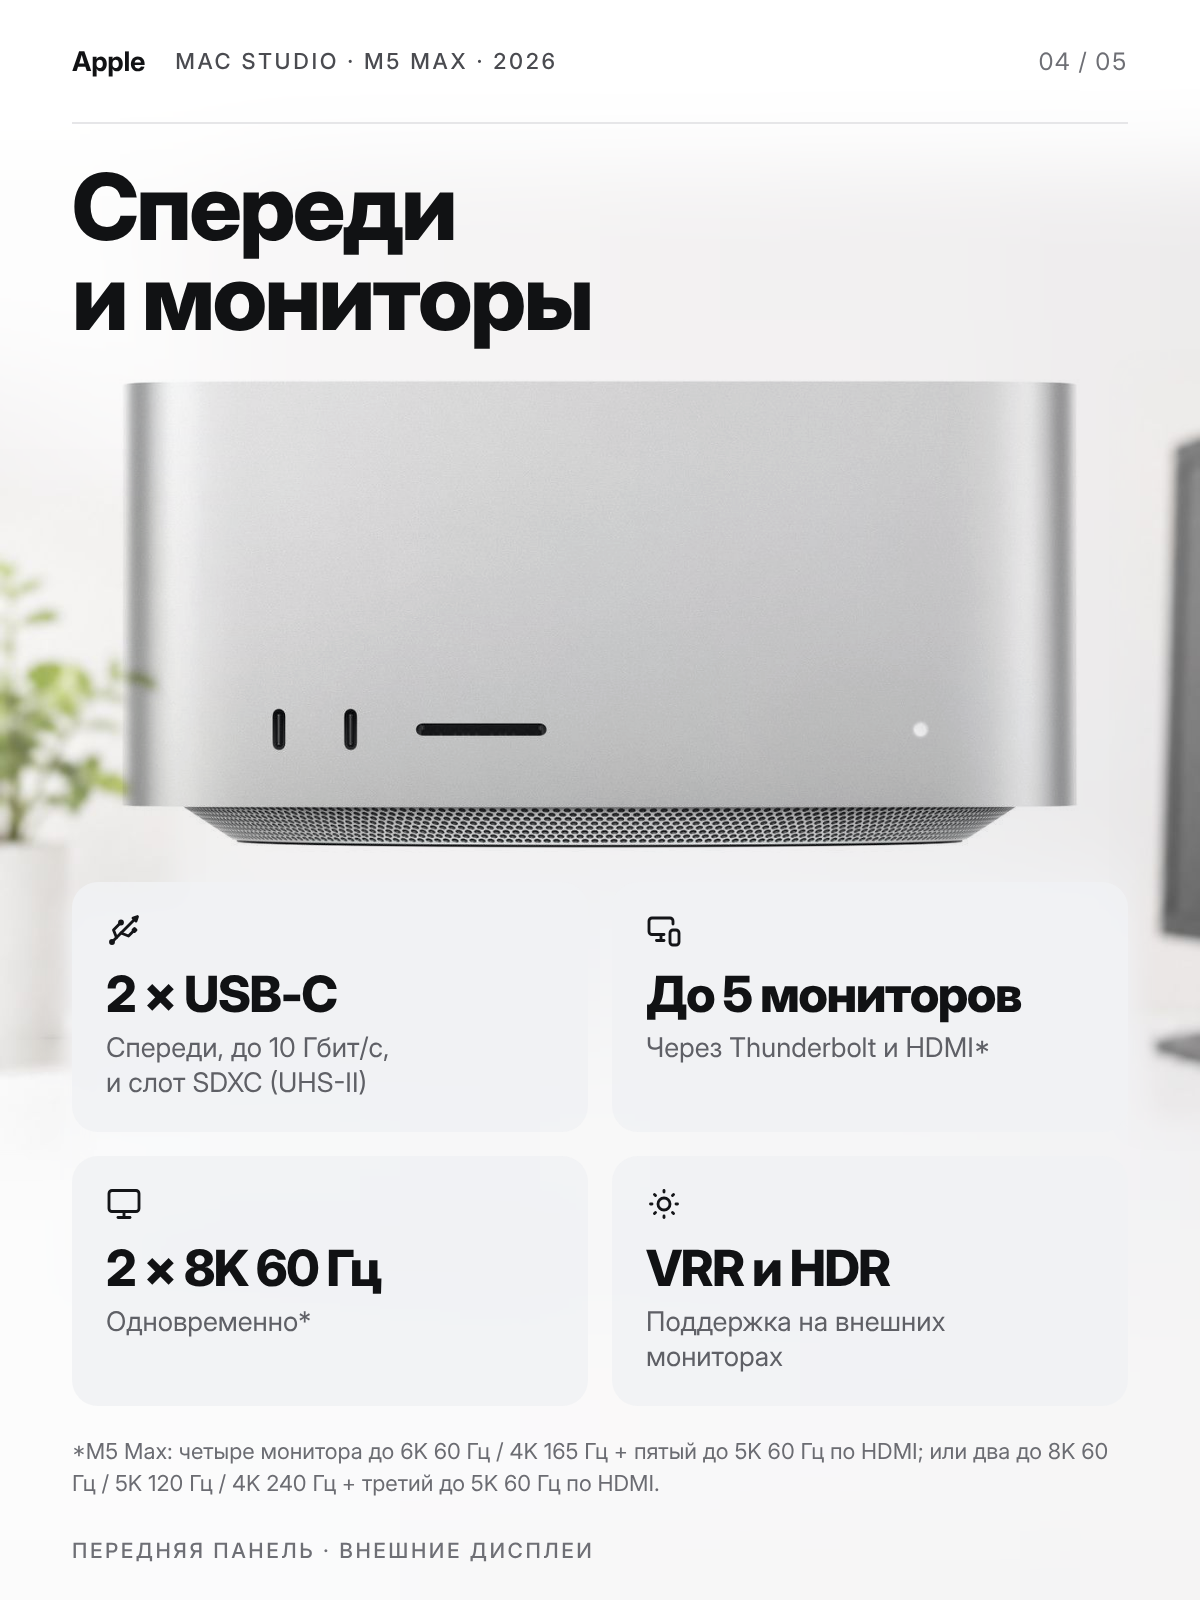 Apple MAC STUDIO · M5 MAX · 2026 04 / 05
Спереди
и мониторы
2 × USB-C
Спереди, до 10 Гбит/с,
и слот SDXC (UHS-II)
До 5 мониторов
Через Thunderbolt и HDMI*
2 × 8K 60 Гц
Одновременно*
VRR и HDR
Поддержка на внешних
мониторах
*M5 Max: четыре монитора до 6K 60 Гц / 4K 165 Гц + пятый до 5K 60 Гц по HDMI; или два до 8K 60
Гц / 5K 120 Гц / 4K 240 Гц + третий до 5K 60 Гц по HDMI.
ПЕРЕДНЯЯ ПАНЕЛЬ · ВНЕШНИЕ ДИСПЛЕИ